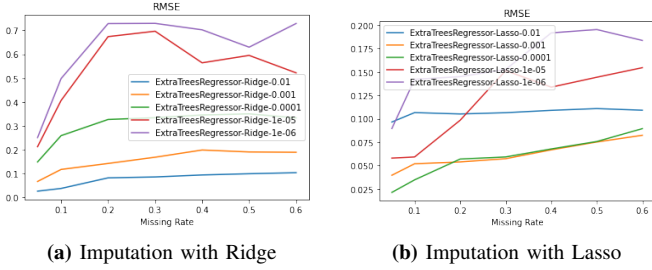 RMSE
0.7
0.6
0.5
0.4
0.3
0.2
0.1
0.0
ExtraTreesRegressor-Ridge-0.01
ExtraTreesRegressor-Ridge-0.001
ExtraTreesRegressor-Ridge-0.0001
ExtraTreesRegressor-Ridge-1e-05
ExtraTreesRegressor-Ridge-1e-06
0.1 0.2 0.3 0.4 0.5 0.6
Missing Rate
(a) Imputation with Ridge
RMSE
0.200
0.175
0.150
0.125
0.100
0.075
0.050
0.025
ExtraTreesRegressor-Lasso-0.01
ExtraTreesRegressor-Lasso-0.001
ExtraTreesRegressor-Lasso-0.0001
ExtraTreesRegressor-Lasso-1e-05
ExtraTreesRegressor-Lasso-1e-06
0.1 0.2 0.3 0.4 0.5 0.6
Missing Rate
(b) Imputation with Lasso